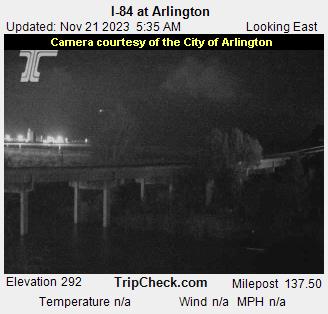 I-84 at Arlington
Updated: Nov 21 2023 5:35 AM Looking East
Camera courtesy of the City of Arlington
Elevation 292 TripCheck.com Milepost 137.50
Temperature n/a Wind n/a MPH n/a